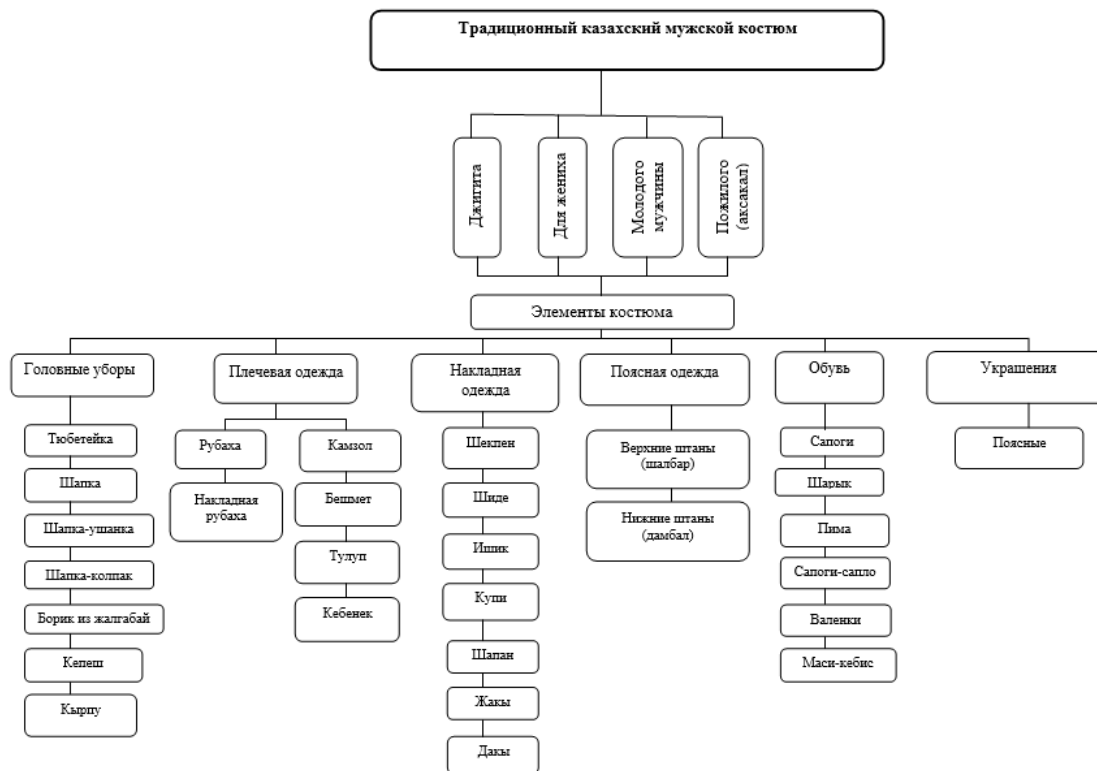 Традиционный казахский мужской костюм
Джигита
Для жениха
Молодого
мужчины
Пожилого
(аксакал)
Элементы костюма
Головные уборы
Тюбетейка
Шапка
Шапка-ушанка
Шапка-колпак
Борик из жалгабай
Кепеш
Кырпу
Плечевая одежда
Рубаха
Накладная
рубаха
Камзол
Бешмет
Тулуп
Кебенек
Накладная
одежда
Шекпен
Шиде
Ишик
Купи
Шапан
Жакы
Дакы
Поясная одежда
Верхние штаны
(шалбар)
Нижние штаны
(дамбал)
Обувь
Сапоги
Шарык
Пима
Сапоги-сапло
Валенки
Маси-кебис
Украшения
Поясные